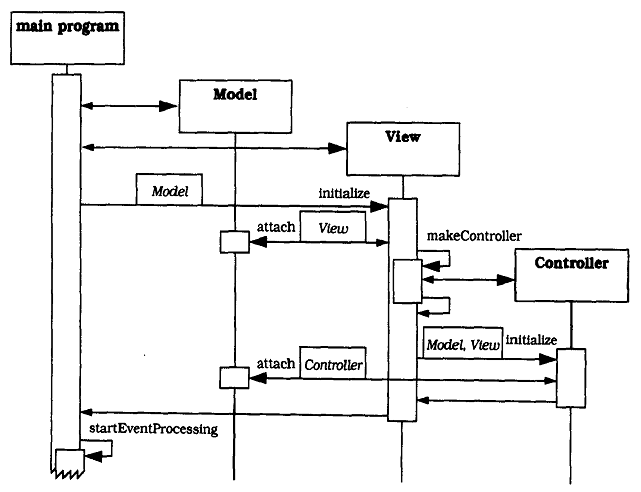 main program
Model
View
Model
initialize
attach
View
makeController
Controller
Model, View
initialize
attach
Controller
startEventProcessing